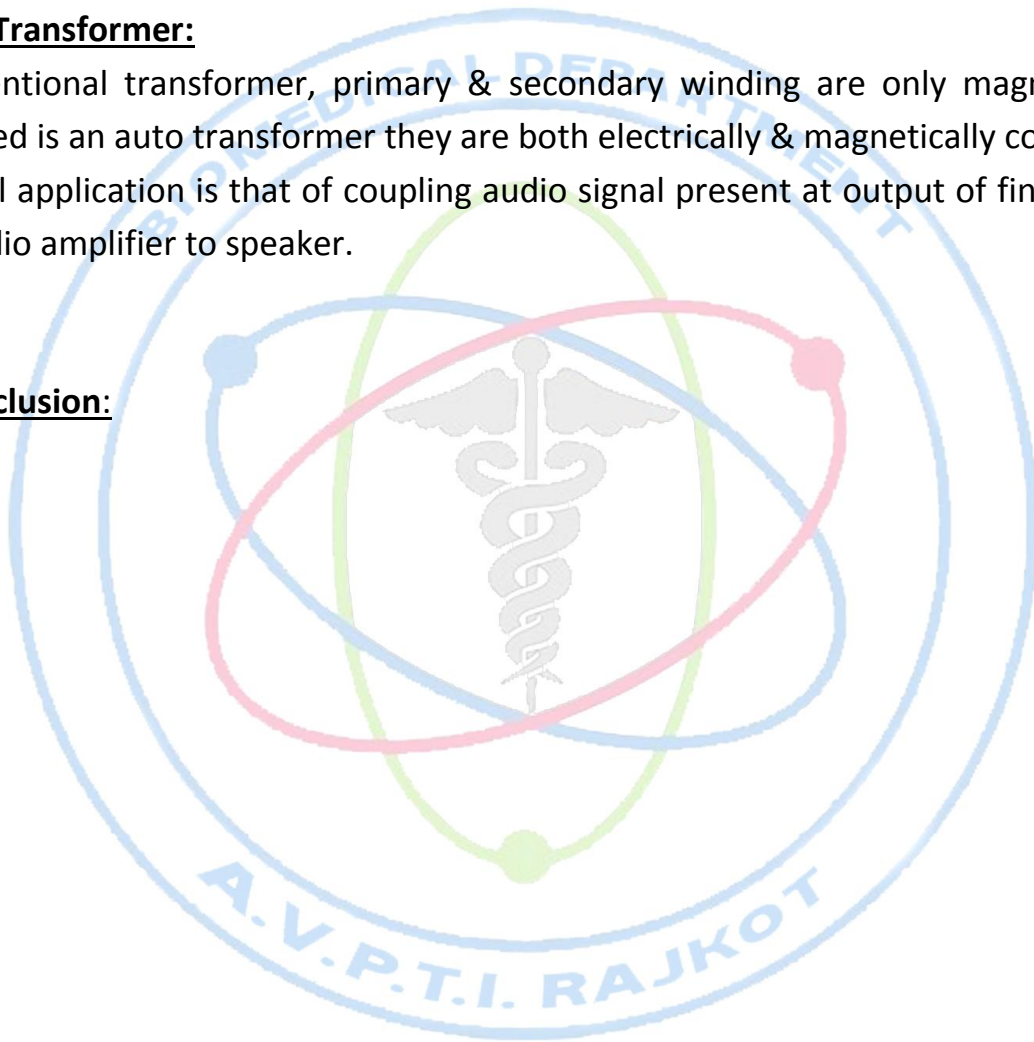 Transformer:
entional transformer, primary & secondary winding are only magn
ed is an auto transformer they are both electrically & magnetically co
l application is that of coupling audio signal present at output of fin
dio amplifier to speaker.
clusion:
BIOMEDICAL DEPARTMENT
A.V.P.T.I. RAJKOT